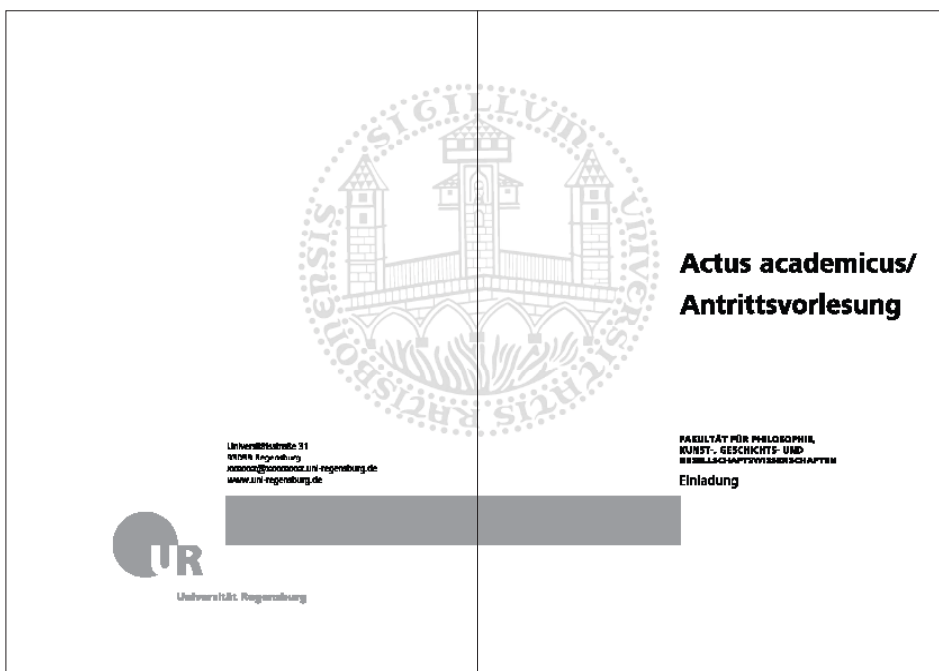 SIGILLUM UNIVERSITATIS RATISBONENSIS
Universitätsstraße 31
93053 Regensburg
www.uni-regensburg.de
UR
Universität Regensburg
Actus academicus/
Antrittsvorlesung
FAKULTÄT FÜR PHILOSOPHIE,
KUNST-, GESCHICHTS- UND
GESELLSCHAFTSWISSENSCHAFTEN
Einladung